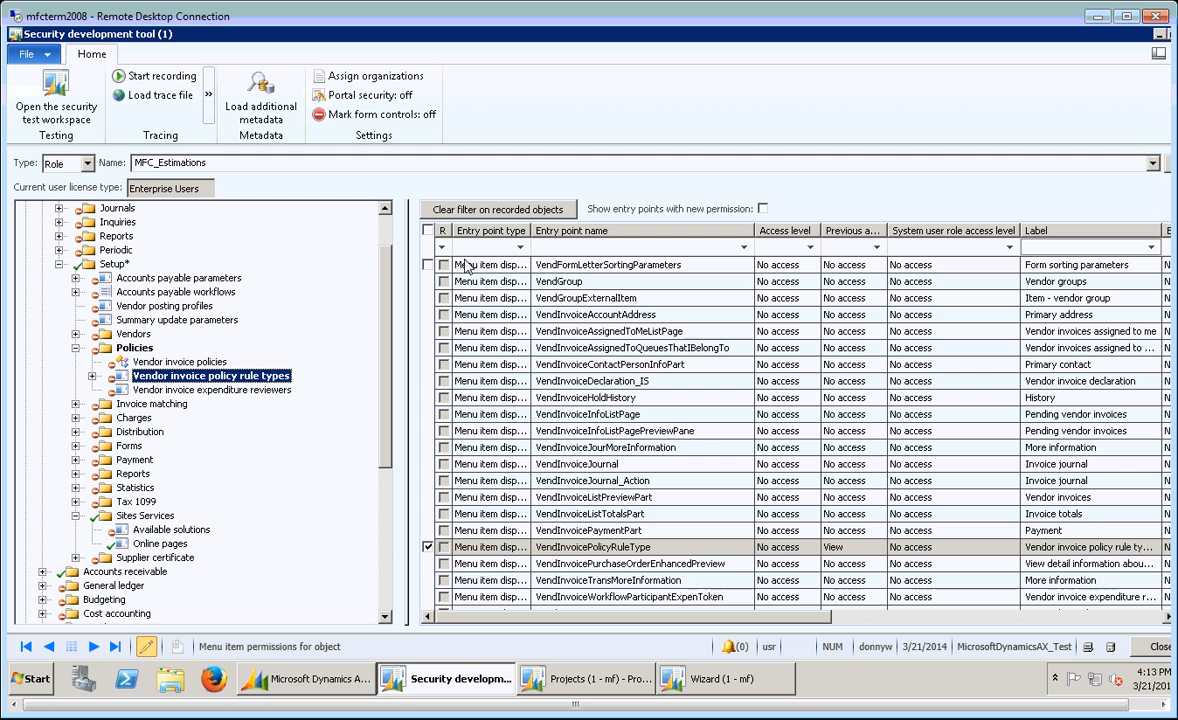 mfcterm2008 - Remote Desktop Connection
Security development tool (1)
File Home
Open the security test workspace
Testing
Start recording
Load trace file
»
Tracing
Load additional metadata
Metadata
Assign organizations
Portal security: off
Mark form controls: off
Settings
Type: Role Name: MFC_Estimations
Current user license type: Enterprise Users
Journals
Inquiries
Reports
Periodic
Setup*
Accounts payable parameters
Accounts payable workflows
Vendor posting profiles
Summary update parameters
Vendors
Policies
Vendor invoice policies
Vendor invoice policy rule types
Vendor invoice expenditure reviewers
Invoice matching
Charges
Distribution
Forms
Payment
Reports
Statistics
Tax 1099
Sites Services
Available solutions
Online pages
Supplier certificate
Accounts receivable
General ledger
Budgeting
Cost accounting
Clear filter on recorded objects Show entry points with new permission:
R Entry point type Entry point name Access level Previous a... System user role access level Label E
Menu item disp... VendFormLetterSortingParameters No access No access No access Form sorting parameters N
Menu item disp... VendGroup No access No access No access Vendor groups N
Menu item disp... VendGroupExternalItem No access No access No access Item - vendor group N
Menu item disp... VendInvoiceAccountAddress No access No access No access Primary address N
Menu item disp... VendInvoiceAssignedToMeListPage No access No access No access Vendor invoices assigned to me N
Menu item disp... VendInvoiceAssignedToQueuesThatIBelongTo No access No access No access Vendor invoices assigned to ... N
Menu item disp... VendInvoiceContactPersonInfoPart No access No access No access Primary contact N
Menu item disp... VendInvoiceDeclaration_IS No access No access No access Vendor invoice declaration N
Menu item disp... VendInvoiceHoldHistory No access No access No access History N
Menu item disp... VendInvoiceInfoListPage No access No access No access Pending vendor invoices N
Menu item disp... VendInvoiceInfoListPagePreviewPane No access No access No access Pending vendor invoices N
Menu item disp... VendInvoiceJourMoreInformation No access No access No access More information N
Menu item disp... VendInvoiceJournal No access No access No access Invoice journal N
Menu item disp... VendInvoiceJournal_Action No access No access No access Invoice journal N
Menu item disp... VendInvoiceListPreviewPart No access No access No access Vendor invoices N
Menu item disp... VendInvoiceListTotalsPart No access No access No access Invoice totals N
Menu item disp... VendInvoicePaymentPart No access No access No access Payment N
Menu item disp... VendInvoicePolicyRuleType No access View No access Vendor invoice policy rule ty... N
Menu item disp... VendInvoicePurchaseOrderEnhancedPreview No access No access No access View detail information abou... N
Menu item disp... VendInvoiceTransMoreInformation No access No access No access More information N
Menu item disp... VendInvoiceWorkflowParticipantExpenToken No access No access No access Vendor invoice expenditure r... N
Menu item permissions for object (0) usr NUM donnyw 3/21/2014 MicrosoftDynamicsAX_Test Close
Start Microsoft Dynamics A... Security developm... Projects (1 - mf) - Pro... Wizard (1 - mf) 4:13 PM
3/21/201